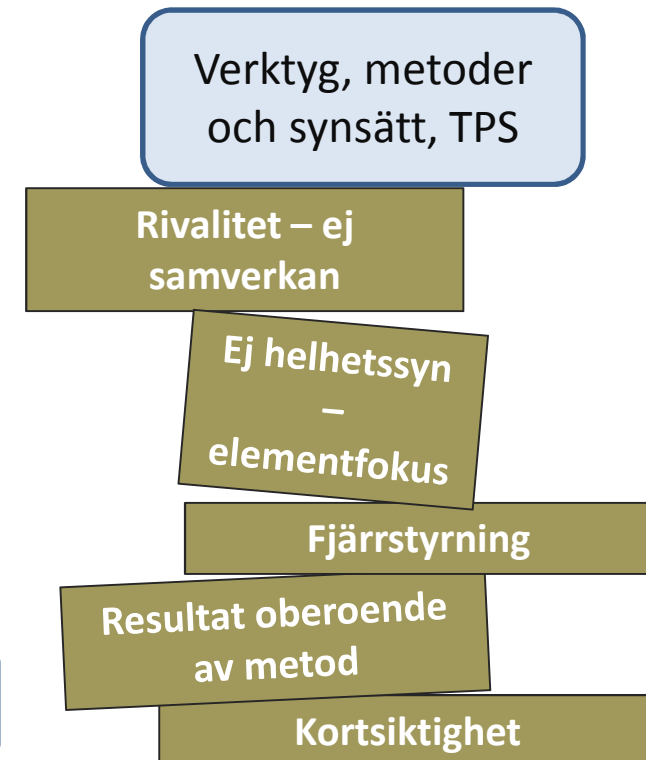 Verktyg, metoder
och synsätt, TPS
Rivalitet – ej
samverkan
Ej helhetssyn
–
elementfokus
Fjärrstyrning
Resultat oberoende
av metod
Kortsiktighet